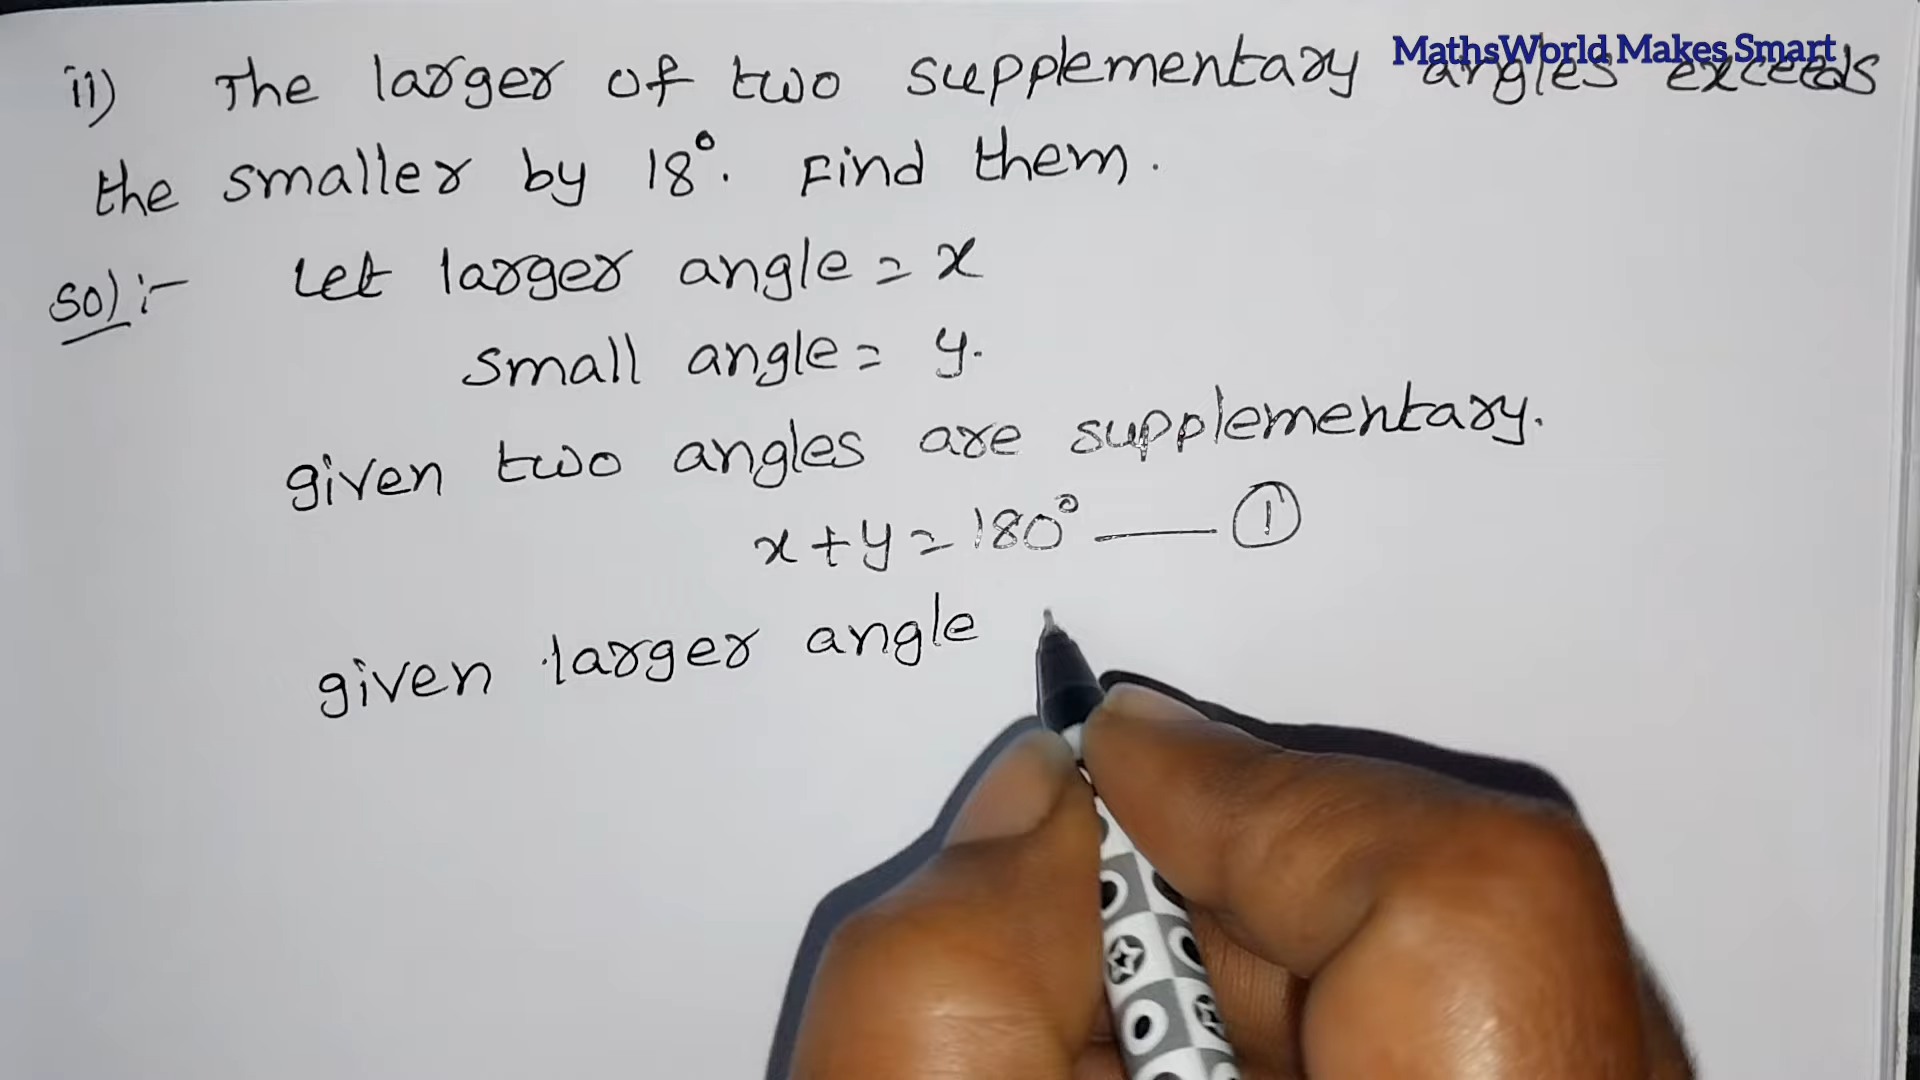 MathsWorld Makes Smart
ii) The larger of two supplementary angles exceeds
the smaller by 18°. Find them.
Sol:- Let larger angle = x
small angle = y.
given two angles are supplementary.
x + y = 180° — ①
given larger angle